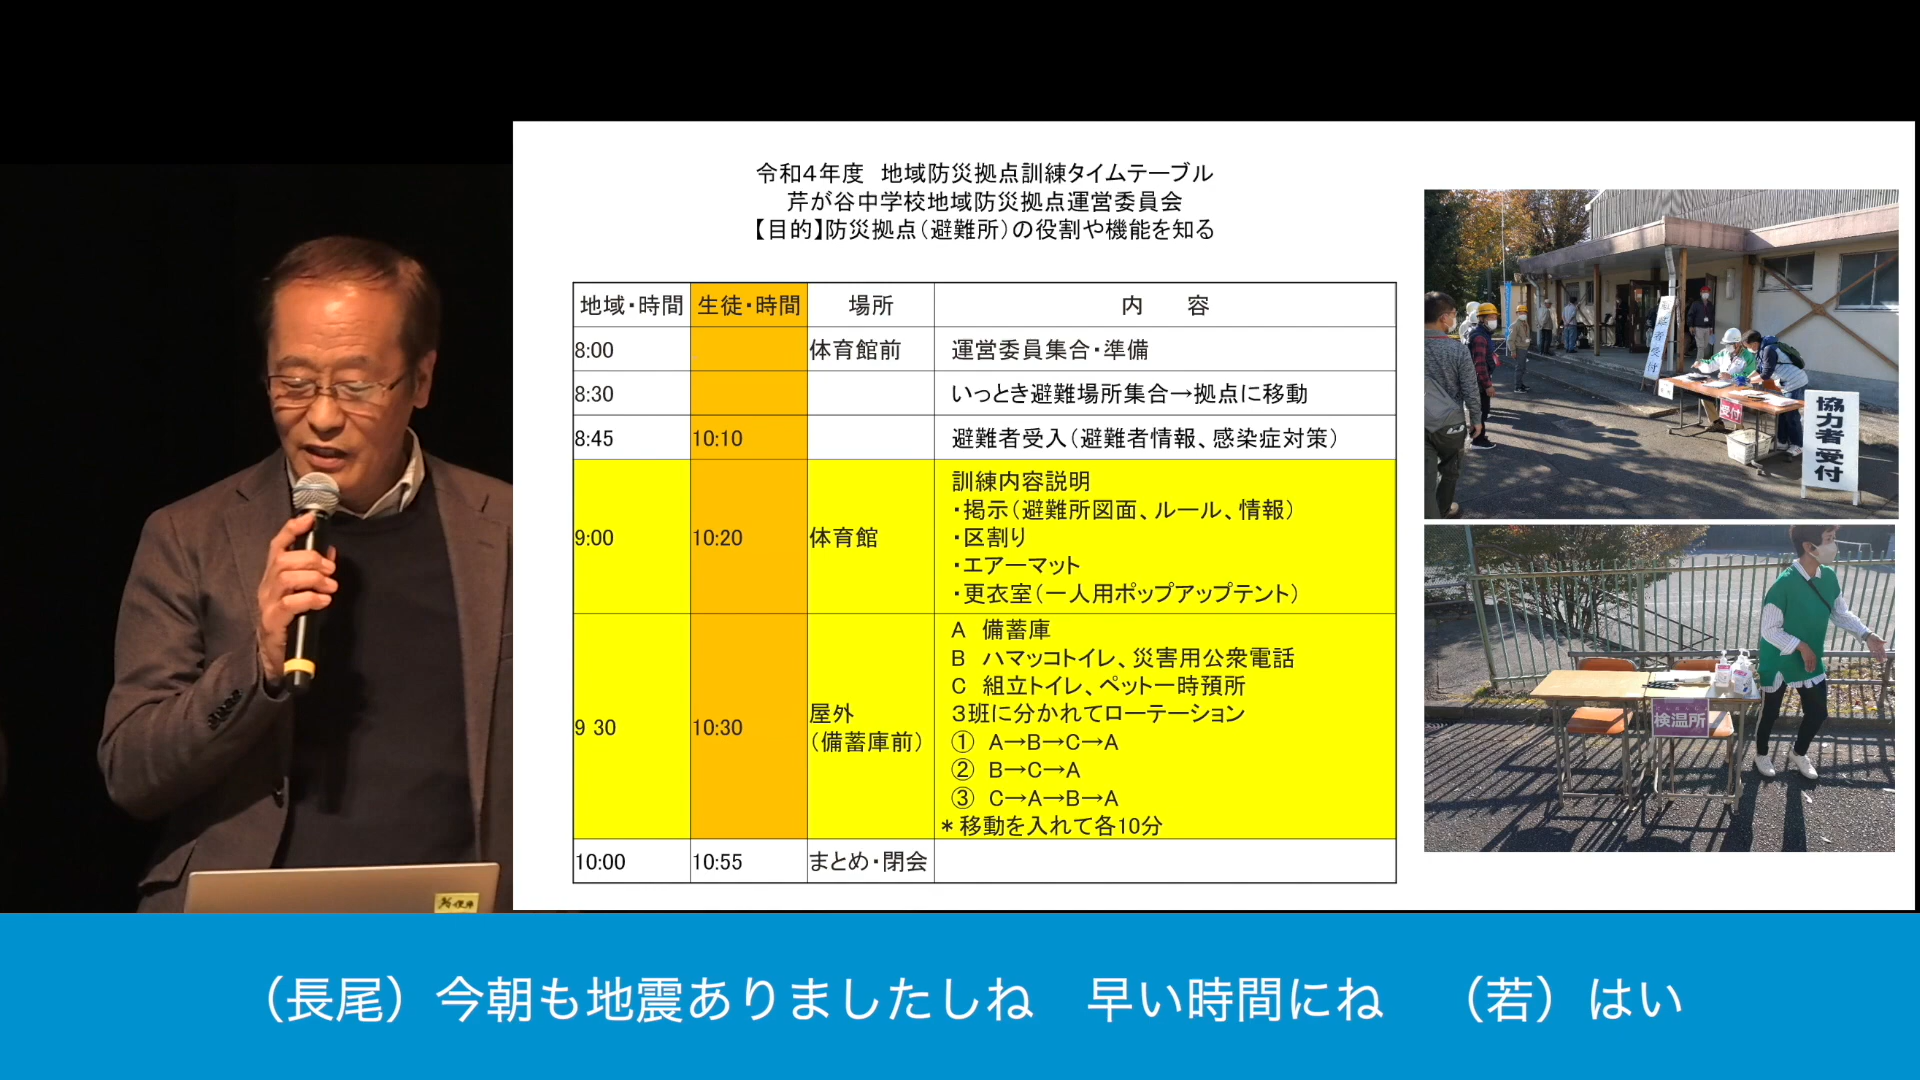 令和4年度 地域防災拠点訓練タイムテーブル
芹が谷中学校地域防災拠点運営委員会
【目的】防災拠点（避難所）の役割や機能を知る
地域・時間 生徒・時間 場所 内 容
8:00 体育館前 運営委員集合・準備
8:30 いっとき避難場所集合→拠点に移動
8:45 10:10 避難者受入（避難者情報、感染症対策）
9:00 10:20 体育館 訓練内容説明
・掲示（避難所図面、ルール、情報）
・区割り
・エアーマット
・更衣室（一人用ポップアップテント）
9 30 10:30 屋外
（備蓄庫前）
A 備蓄庫
B ハマッコトイレ、災害用公衆電話
C 組立トイレ、ペット一時預所
3班に分かれてローテーション
① A→B→C→A
② B→C→A
③ C→A→B→A
＊移動を入れて各10分
10:00 10:55 まとめ・閉会
避難者受付
受付
協力者受付
検温所
（長尾）今朝も地震ありましたしね 早い時間にね （若）はい